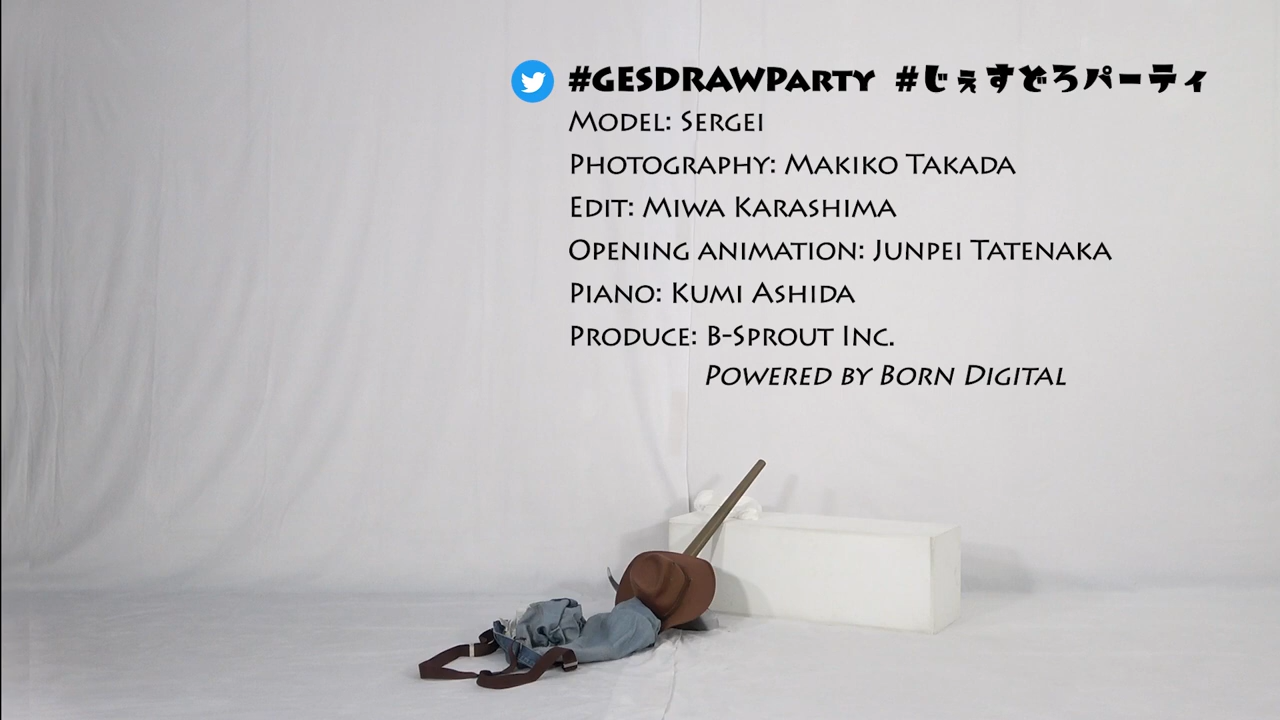 #GESDRAWPARTY #じぇすどろパーティ
MODEL: SERGEI
PHOTOGRAPHY: MAKIKO TAKADA
EDIT: MIWA KARASHIMA
OPENING ANIMATION: JUNPEI TATENAKA
PIANO: KUMI ASHIDA
PRODUCE: B-SPROUT INC.
POWERED BY BORN DIGITAL